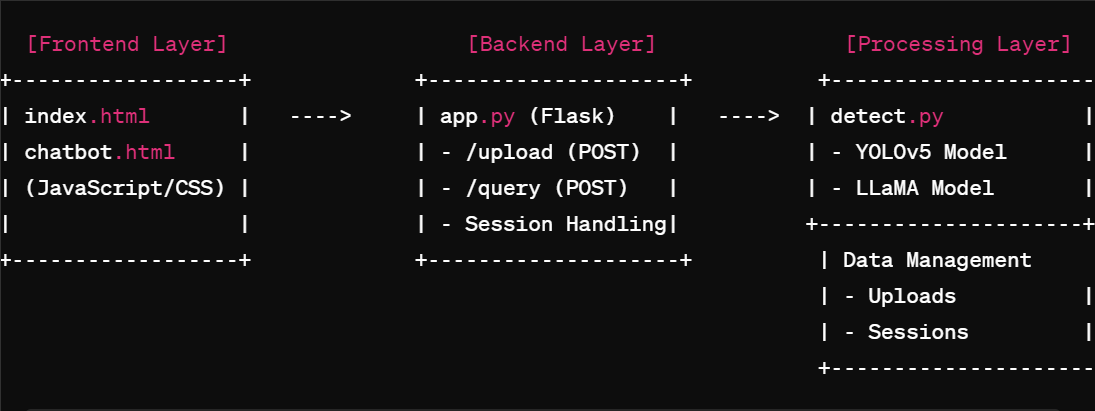 [Frontend Layer]                   [Backend Layer]               [Processing Layer]
+------------------+             +--------------------+          +---------------------
| index.html       |   ---->     | app.py (Flask)    |   ---->  | detect.py           |
| chatbot.html     |             | - /upload (POST)  |          | - YOLOv5 Model      |
| (JavaScript/CSS) |             | - /query (POST)   |          | - LLaMA Model       |
|                  |             | - Session Handling|          +---------------------+
+------------------+             +--------------------+           | Data Management
| - Uploads          |
| - Sessions         |
+---------------------